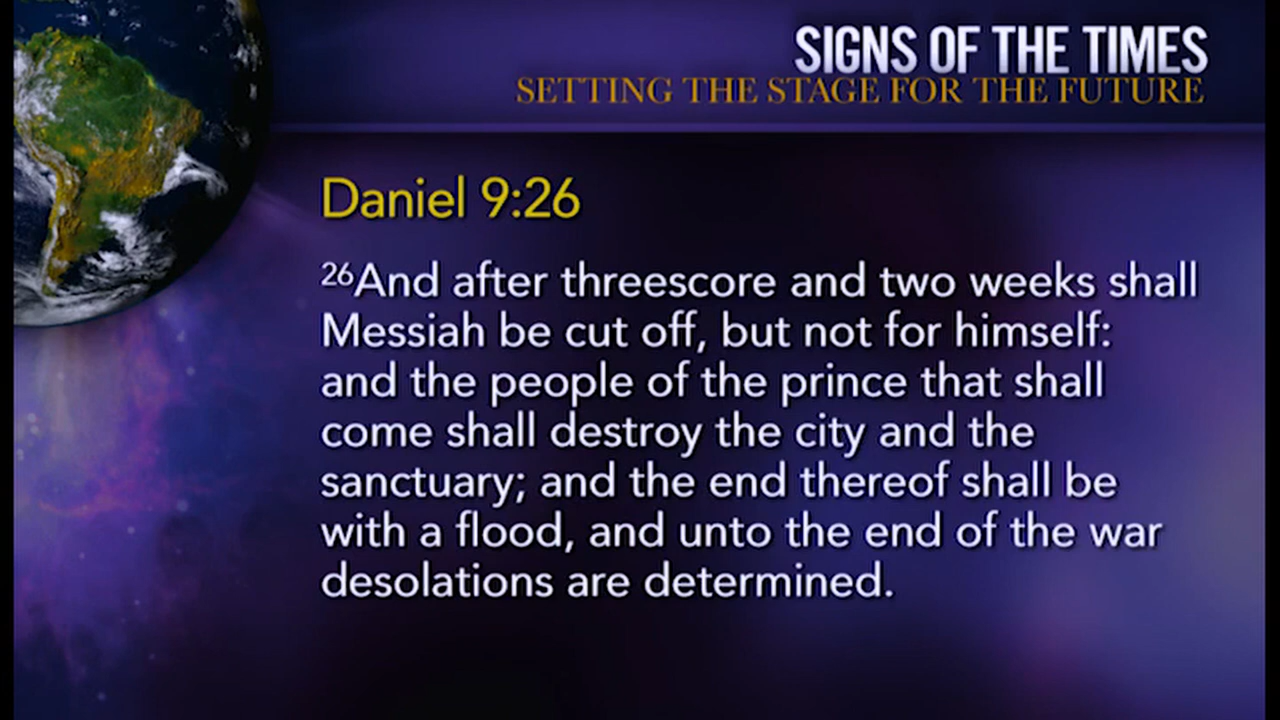 SIGNS OF THE TIMES
SETTING THE STAGE FOR THE FUTURE
Daniel 9:26
26And after threescore and two weeks shall
Messiah be cut off, but not for himself:
and the people of the prince that shall
come shall destroy the city and the
sanctuary; and the end thereof shall be
with a flood, and unto the end of the war
desolations are determined.